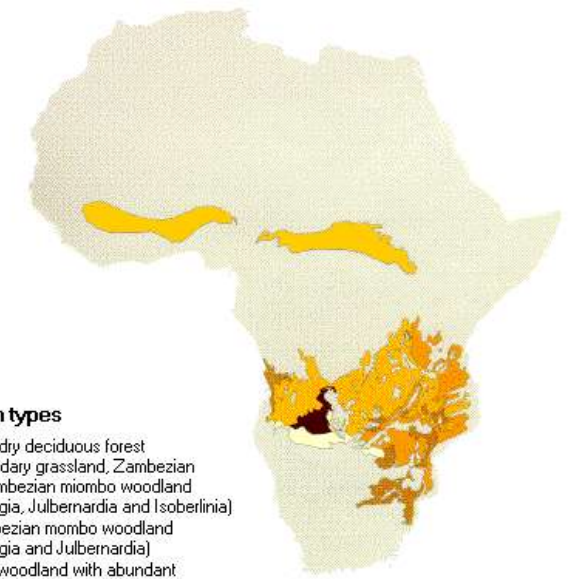 n types
dry deciduous forest
dary grassland, Zambezian
mbezian miombo woodland
gia, Julbernardia and Isoberlinia)
bezian mombo woodland
gia and Julbernardia)
woodland with abundant